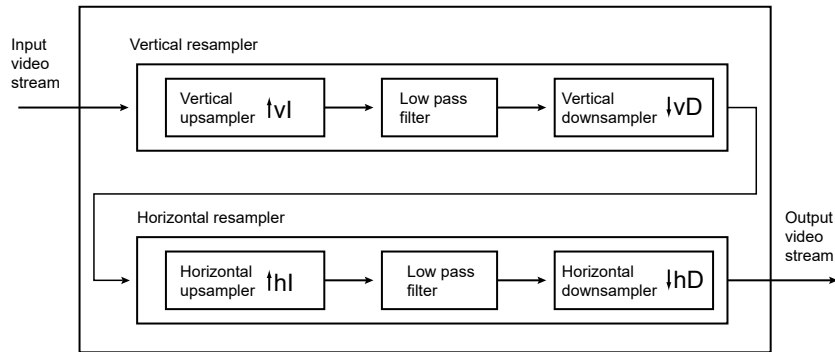 Input
video
stream
Vertical resampler
Vertical
upsampler ↑vI
Low pass
filter
Vertical
downsampler ↓vD
Horizontal resampler
Horizontal
upsampler ↑hI
Low pass
filter
Horizontal
downsampler ↓hD
Output
video
stream